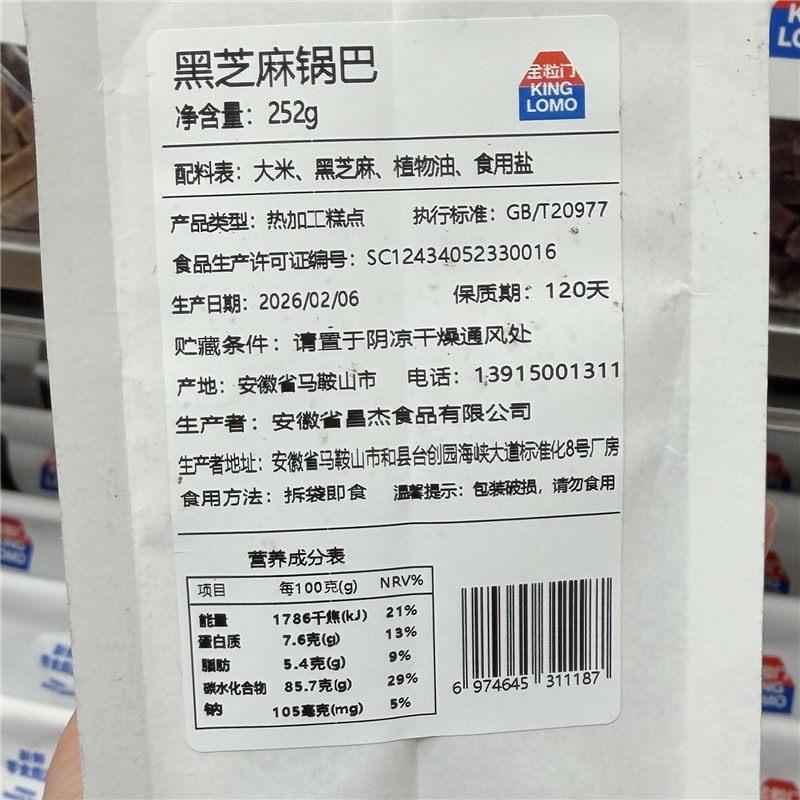 黑芝麻锅巴
净含量：252g
金粒门
KING
LOMO
配料表：大米、黑芝麻、植物油、食用盐
产品类型：热加工糕点 执行标准：GB/T20977
食品生产许可证编号：SC12434052330016
生产日期：2026/02/06 保质期：120天
贮藏条件：请置于阴凉干燥通风处
产地：安徽省马鞍山市 电话：13915001311
生产者：安徽省昌杰食品有限公司
生产者地址：安徽省马鞍山市和县台创园海峡大道标准化8号厂房
食用方法：拆袋即食 温馨提示：包装破损，请勿食用
营养成分表
项目 每100克(g) NRV%
能量 1786千焦(kJ) 21%
蛋白质 7.6克(g) 13%
脂肪 5.4克(g) 9%
碳水化合物 85.7克(g) 29%
钠 105毫克(mg) 5%
6 974645 311187